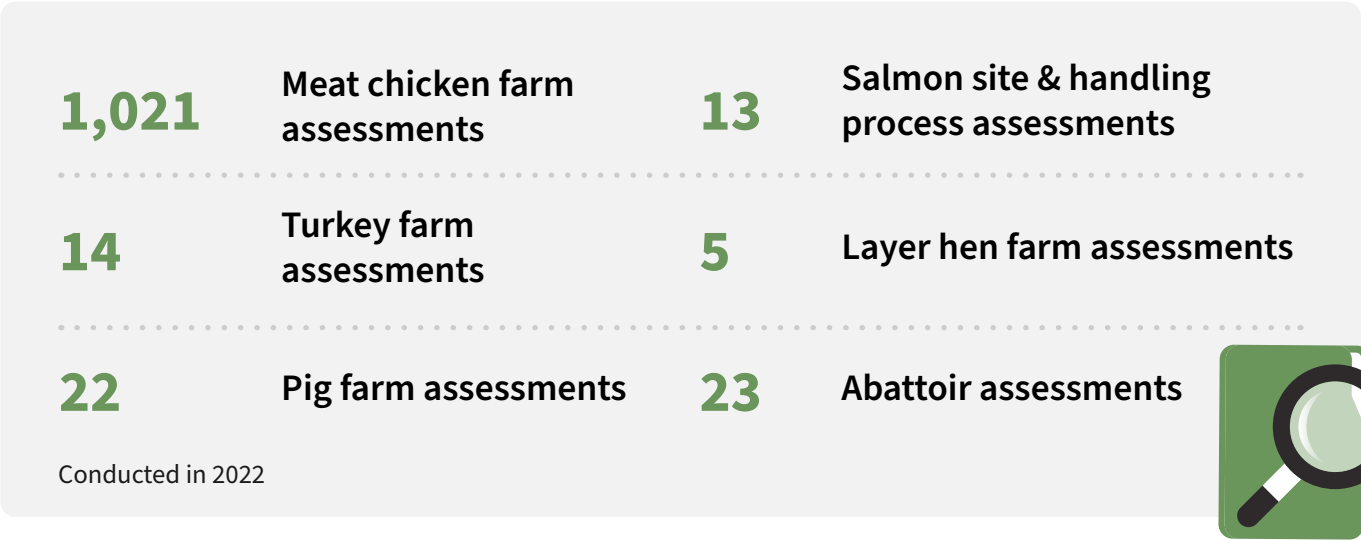 1,021
Meat chicken farm
assessments
13
Salmon site & handling
process assessments
14
Turkey farm
assessments
5
Layer hen farm assessments
22
Pig farm assessments
23
Abattoir assessments
Conducted in 2022